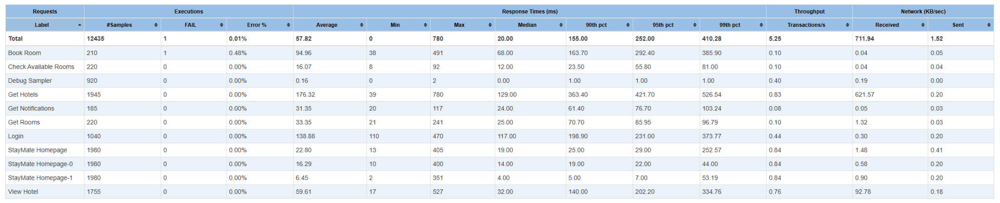 Requests Executions Response Times (ms) Throughput Network (KB/sec)
Label #Samples FAIL Error % Average Min Max Median 90th pct 95th pct 99th pct Transactions/s Received Sent
Total 12435 1 0.01% 57.82 0 780 20.00 155.00 252.00 410.28 5.25 711.94 1.52
Book Room 210 1 0.48% 94.96 38 491 68.00 163.70 292.40 385.90 0.10 0.04 0.05
Check Available Rooms 220 0 0.00% 16.07 8 92 12.00 23.50 55.80 81.00 0.10 0.04 0.04
Debug Sampler 920 0 0.00% 0.16 0 2 0.00 1.00 1.00 1.00 0.40 0.19 0.00
Get Hotels 1945 0 0.00% 176.32 39 780 129.00 363.40 421.70 526.54 0.83 621.57 0.20
Get Notifications 185 0 0.00% 31.35 20 117 24.00 61.40 76.70 103.24 0.08 0.05 0.03
Get Rooms 220 0 0.00% 33.35 21 241 25.00 70.70 85.95 96.79 0.10 1.32 0.03
Login 1040 0 0.00% 138.88 110 470 117.00 198.90 231.00 373.77 0.44 0.30 0.20
StayMate Homepage 1980 0 0.00% 22.80 13 405 19.00 25.00 29.00 252.57 0.84 1.48 0.41
StayMate Homepage-0 1980 0 0.00% 16.29 10 400 14.00 19.00 22.00 44.00 0.84 0.58 0.20
StayMate Homepage-1 1980 0 0.00% 6.45 2 351 4.00 5.00 7.00 53.19 0.84 0.90 0.20
View Hotel 1755 0 0.00% 59.61 17 527 32.00 140.00 202.20 334.76 0.76 92.78 0.18